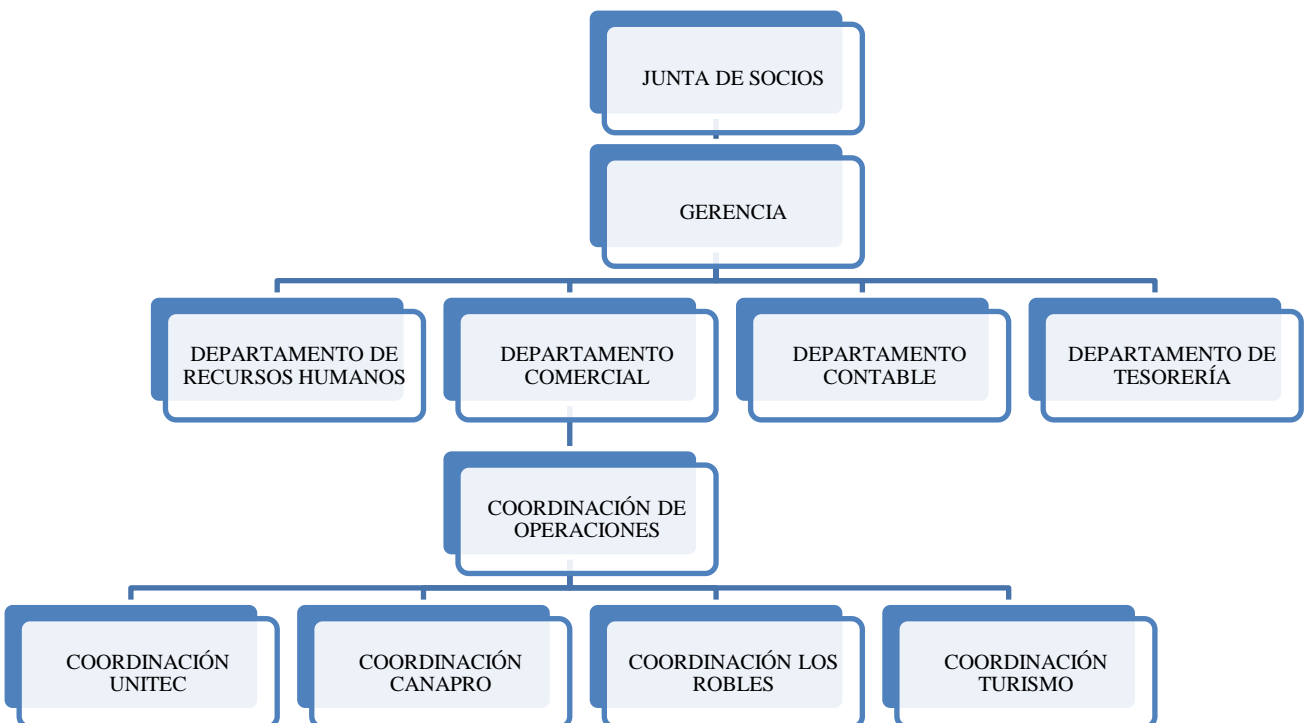 JUNTA DE SOCIOS
GERENCIA
DEPARTAMENTO DE
RECURSOS HUMANOS
DEPARTAMENTO
COMERCIAL
DEPARTAMENTO
CONTABLE
DEPARTAMENTO DE
TESORERÍA
COORDINACIÓN DE
OPERACIONES
COORDINACIÓN
UNITEC
COORDINACIÓN
CANAPRO
COORDINACIÓN LOS
ROBLES
COORDINACIÓN
TURISMO